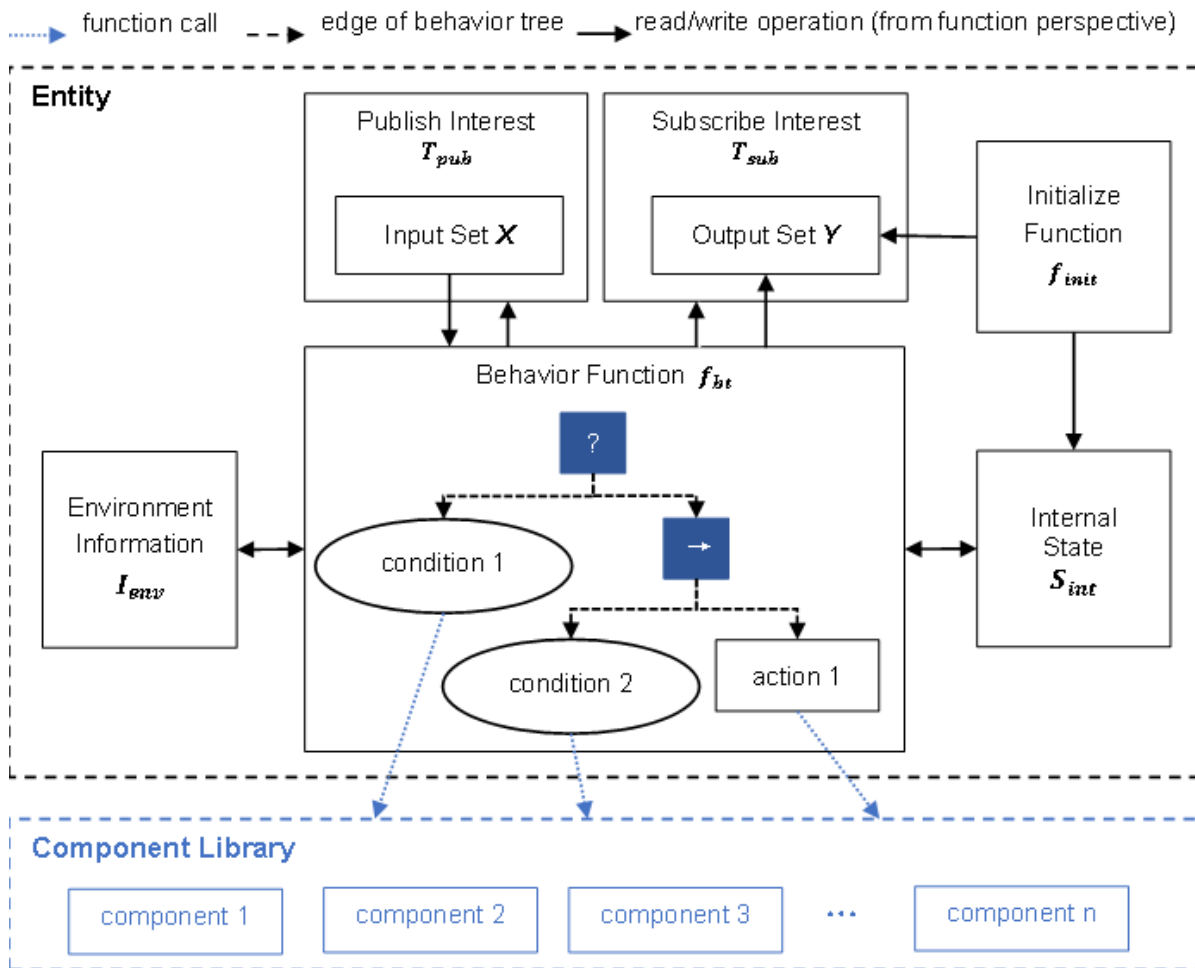 function call edge of behavior tree read/write operation (from function perspective)
Entity
Publish Interest
T_pub
Input Set X
Subscribe Interest
T_sub
Output Set Y
Initialize
Function
f_init
Behavior Function f_bt
?
→
condition 1
condition 2
action 1
Environment
Information
I_env
Internal
State
S_int
Component Library
component 1
component 2
component 3
...
component n